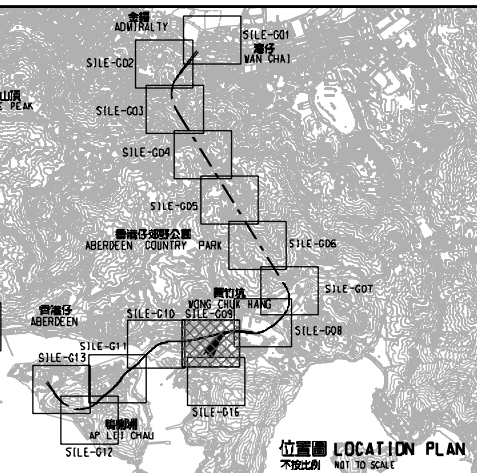 金鐘
ADMIRALTY
SILE-G01
灣仔
WAN CHAI
SILE-G02
山頂
E PEAK
SILE-G03
SILE-G04
SILE-G05
香港仔郊野公園
ABERDEEN COUNTRY PARK
SILE-G06
SILE-G07
黃竹坑
WONG CHUK HANG
香港仔
ABERDEEN
SILE-G10
SILE-G09
SILE-G08
SILE-G11
SILE-G13
SILE-G16
鴨脷洲
AP LEI CHAU
SILE-G12
位置圖 LOCATION PLAN
不按比例 NOT TO SCALE